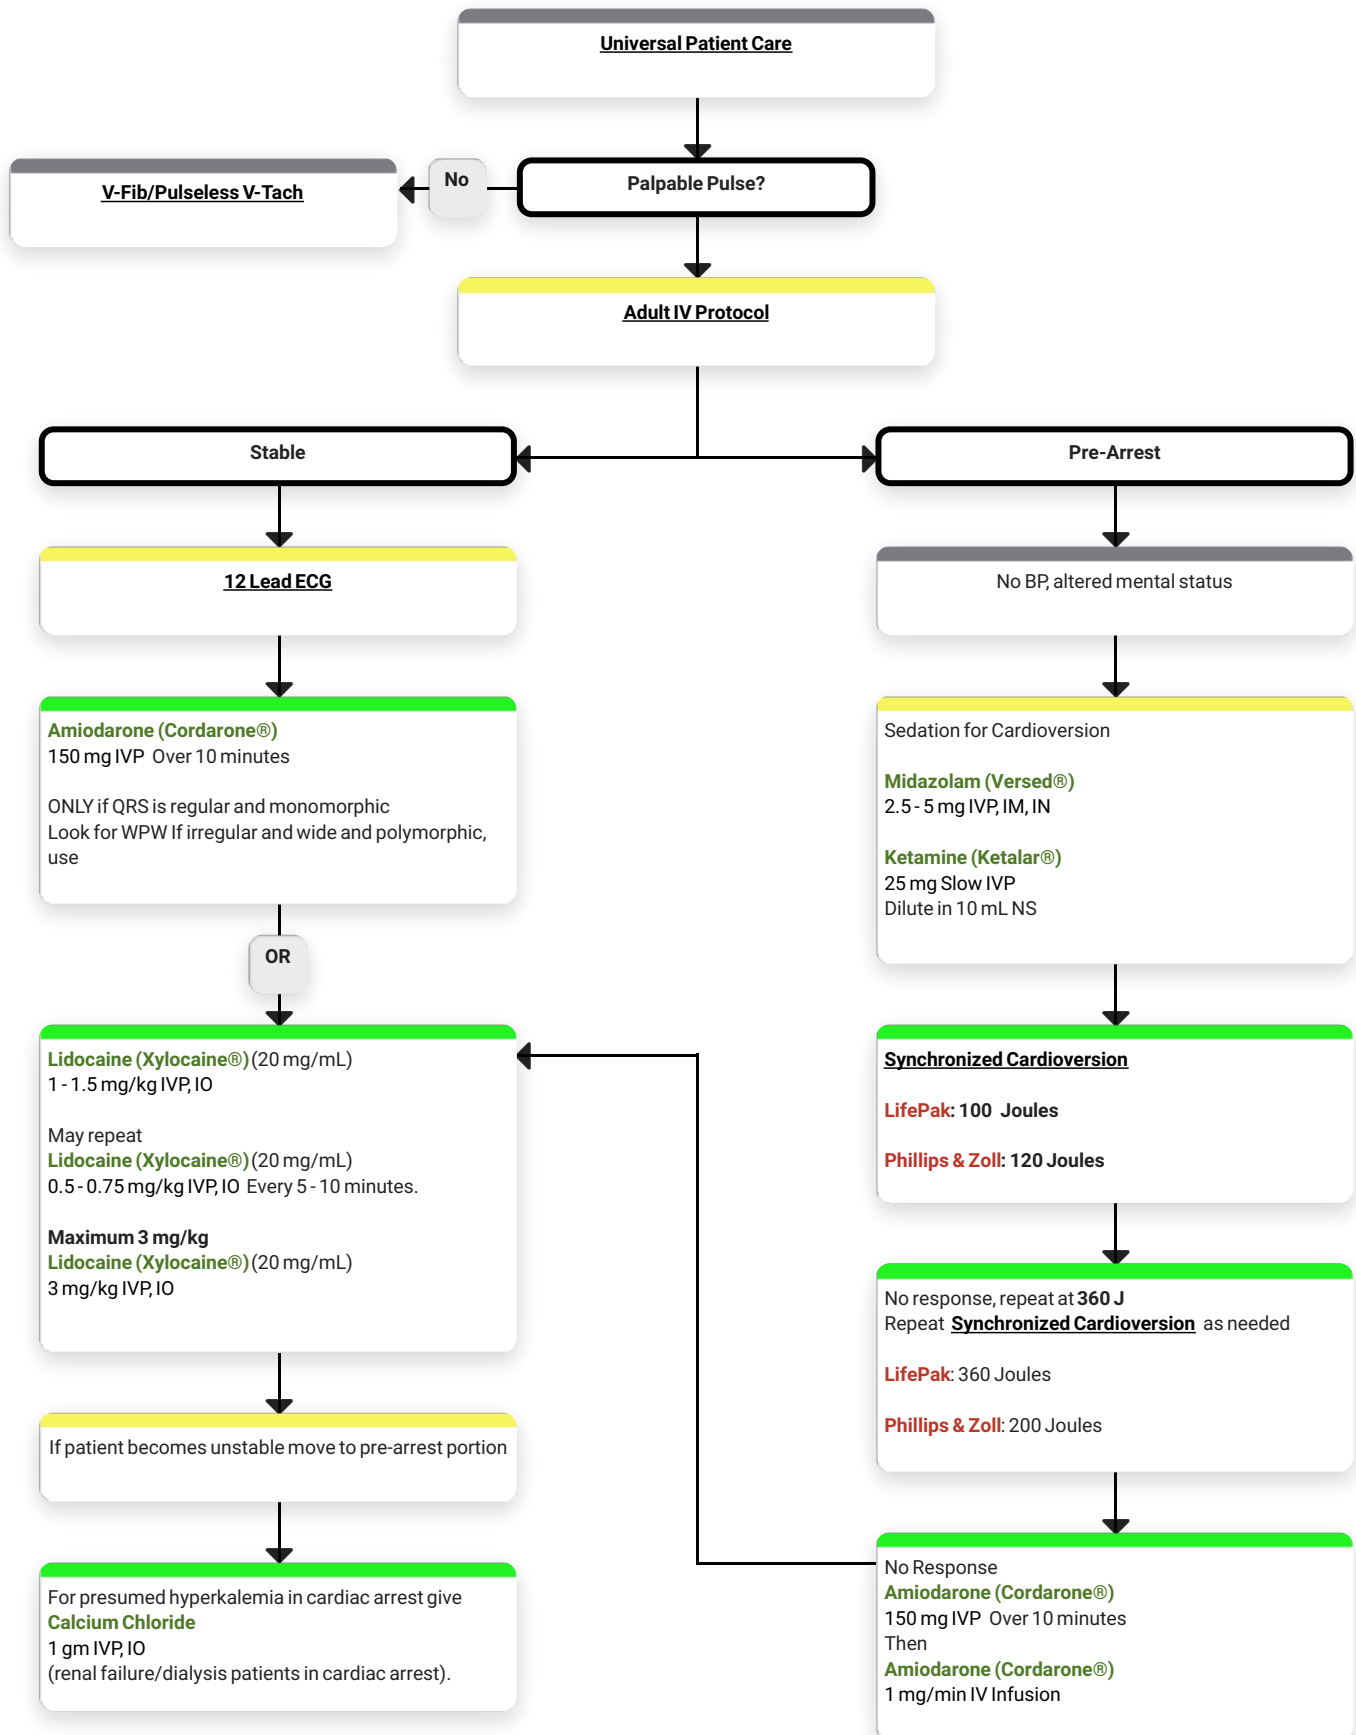 Universal Patient Care
Palpable Pulse?
No
V-Fib/Pulseless V-Tach
Adult IV Protocol
Stable
12 Lead ECG
Amiodarone (Cordarone®)
150 mg IVP Over 10 minutes
ONLY if QRS is regular and monomorphic
Look for WPW If irregular and wide and polymorphic,
use
OR
Lidocaine (Xylocaine®) (20 mg/mL)
1 - 1.5 mg/kg IVP, IO
May repeat
Lidocaine (Xylocaine®) (20 mg/mL)
0.5 - 0.75 mg/kg IVP, IO Every 5 - 10 minutes.
Maximum 3 mg/kg
Lidocaine (Xylocaine®) (20 mg/mL)
3 mg/kg IVP, IO
If patient becomes unstable move to pre-arrest portion
For presumed hyperkalemia in cardiac arrest give
Calcium Chloride
1 gm IVP, IO
(renal failure/dialysis patients in cardiac arrest).
Pre-Arrest
No BP, altered mental status
Sedation for Cardioversion
Midazolam (Versed®)
2.5 - 5 mg IVP, IM, IN
Ketamine (Ketalar®)
25 mg Slow IVP
Dilute in 10 mL NS
Synchronized Cardioversion
LifePak: 100 Joules
Phillips & Zoll: 120 Joules
No response, repeat at 360 J
Repeat Synchronized Cardioversion as needed
LifePak: 360 Joules
Phillips & Zoll: 200 Joules
No Response
Amiodarone (Cordarone®)
150 mg IVP Over 10 minutes
Then
Amiodarone (Cordarone®)
1 mg/min IV Infusion